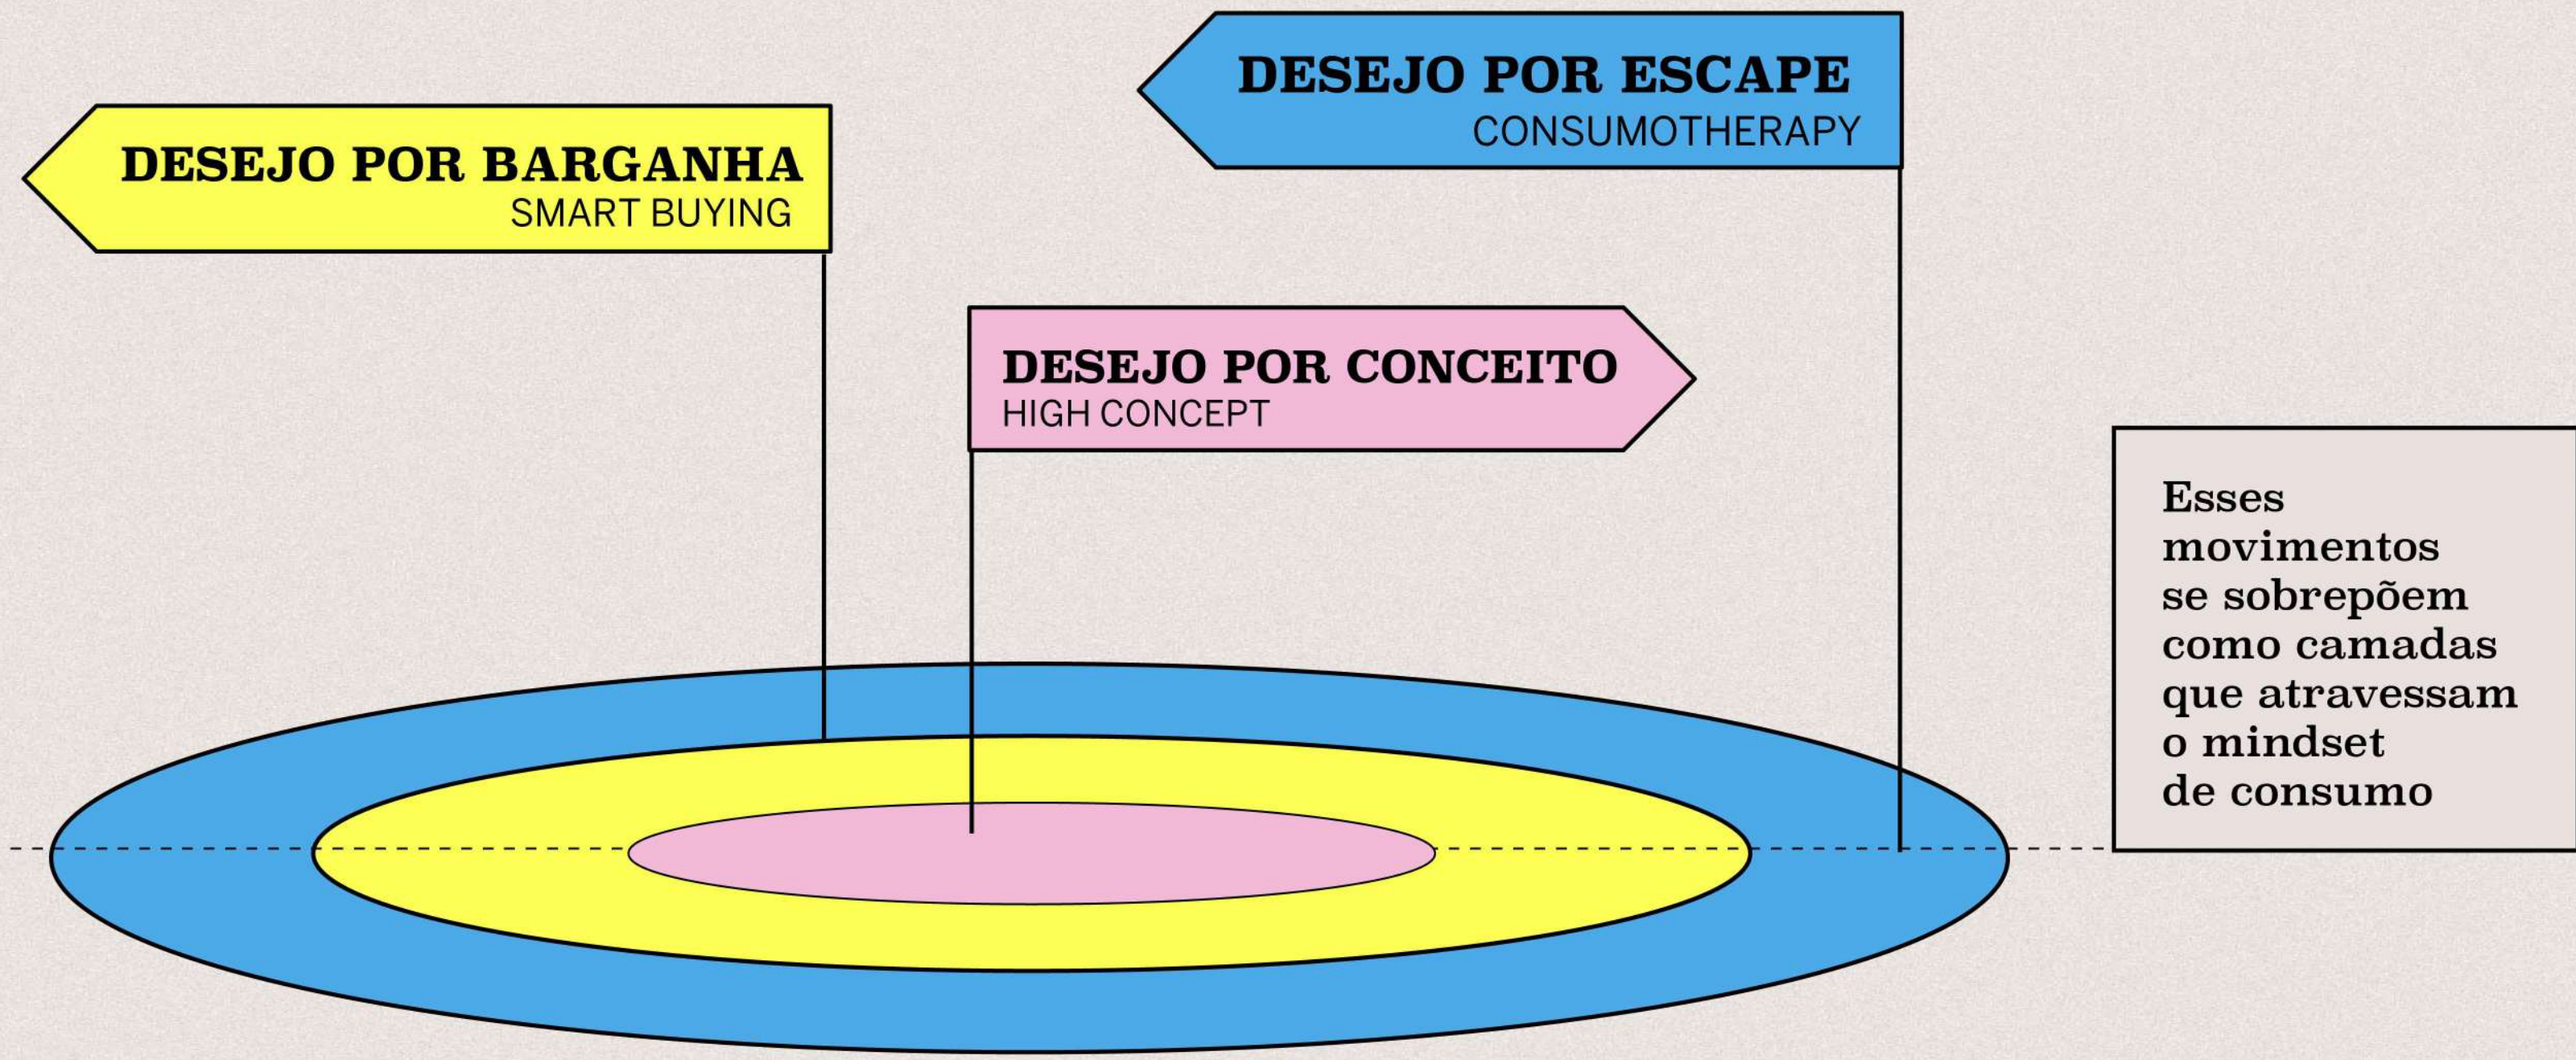 DESEJO POR ESCAPE
CONSUMOTHERAPY
DESEJO POR BARGANHA
SMART BUYING
DESEJO POR CONCEITO
HIGH CONCEPT
Esses
movimentos
se sobrepõem
como camadas
que atravessam
o mindset
de consumo